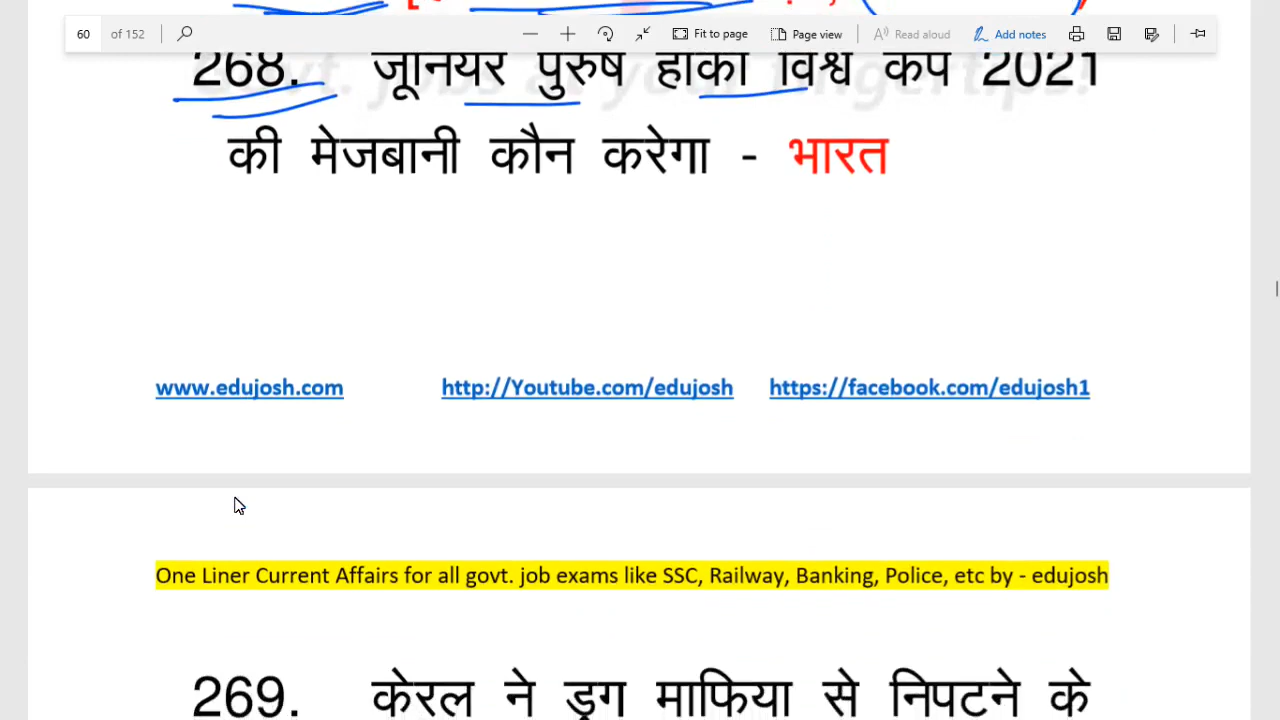 60 of 152 Fit to page Page view Read aloud Add notes
268. जूनियर पुरुष हॉकी विश्व कप 2021
की मेजबानी कौन करेगा - भारत
www.edujosh.com http://Youtube.com/edujosh https://facebook.com/edujosh1
One Liner Current Affairs for all govt. job exams like SSC, Railway, Banking, Police, etc by - edujosh
269. केरल ने ड्रग माफिया से निपटने के